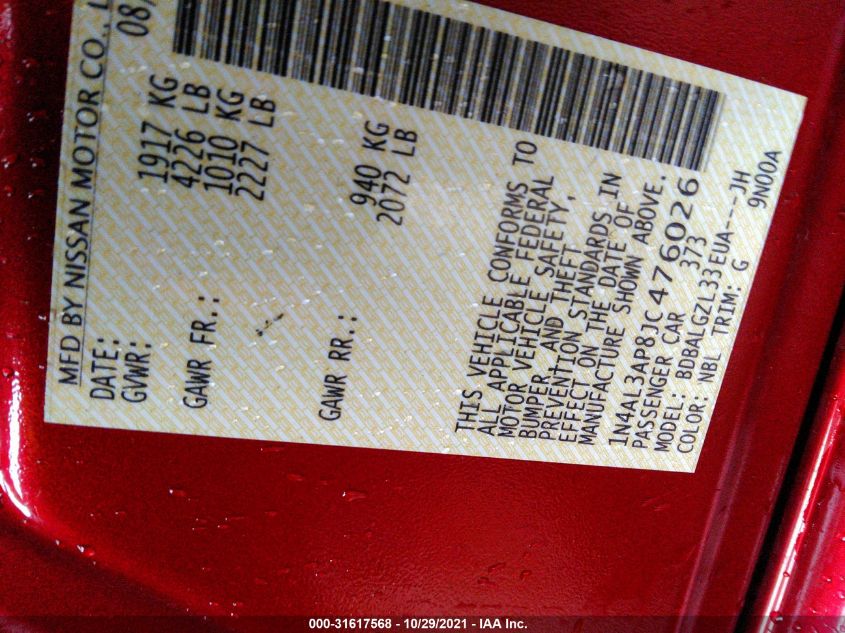 MFD BY NISSAN MOTOR CO.,
DATE: 08/
GVWR: 1917 KG
4226 LB
GAWR FR.: 1010 KG
2227 LB
GAWR RR.: 940 KG
2072 LB
THIS VEHICLE CONFORMS TO
ALL APPLICABLE FEDERAL
MOTOR VEHICLE SAFETY,
BUMPER AND THEFT
PREVENTION STANDARDS IN
EFFECT ON THE DATE OF
MANUFACTURE SHOWN ABOVE.
1N4AL3AP8JC476026
PASSENGER CAR 373
MODEL: BDBALGZL33EUA---JH
COLOR: NBL TRIM: G 9N00A
000-31617568 - 10/29/2021 - IAA Inc.